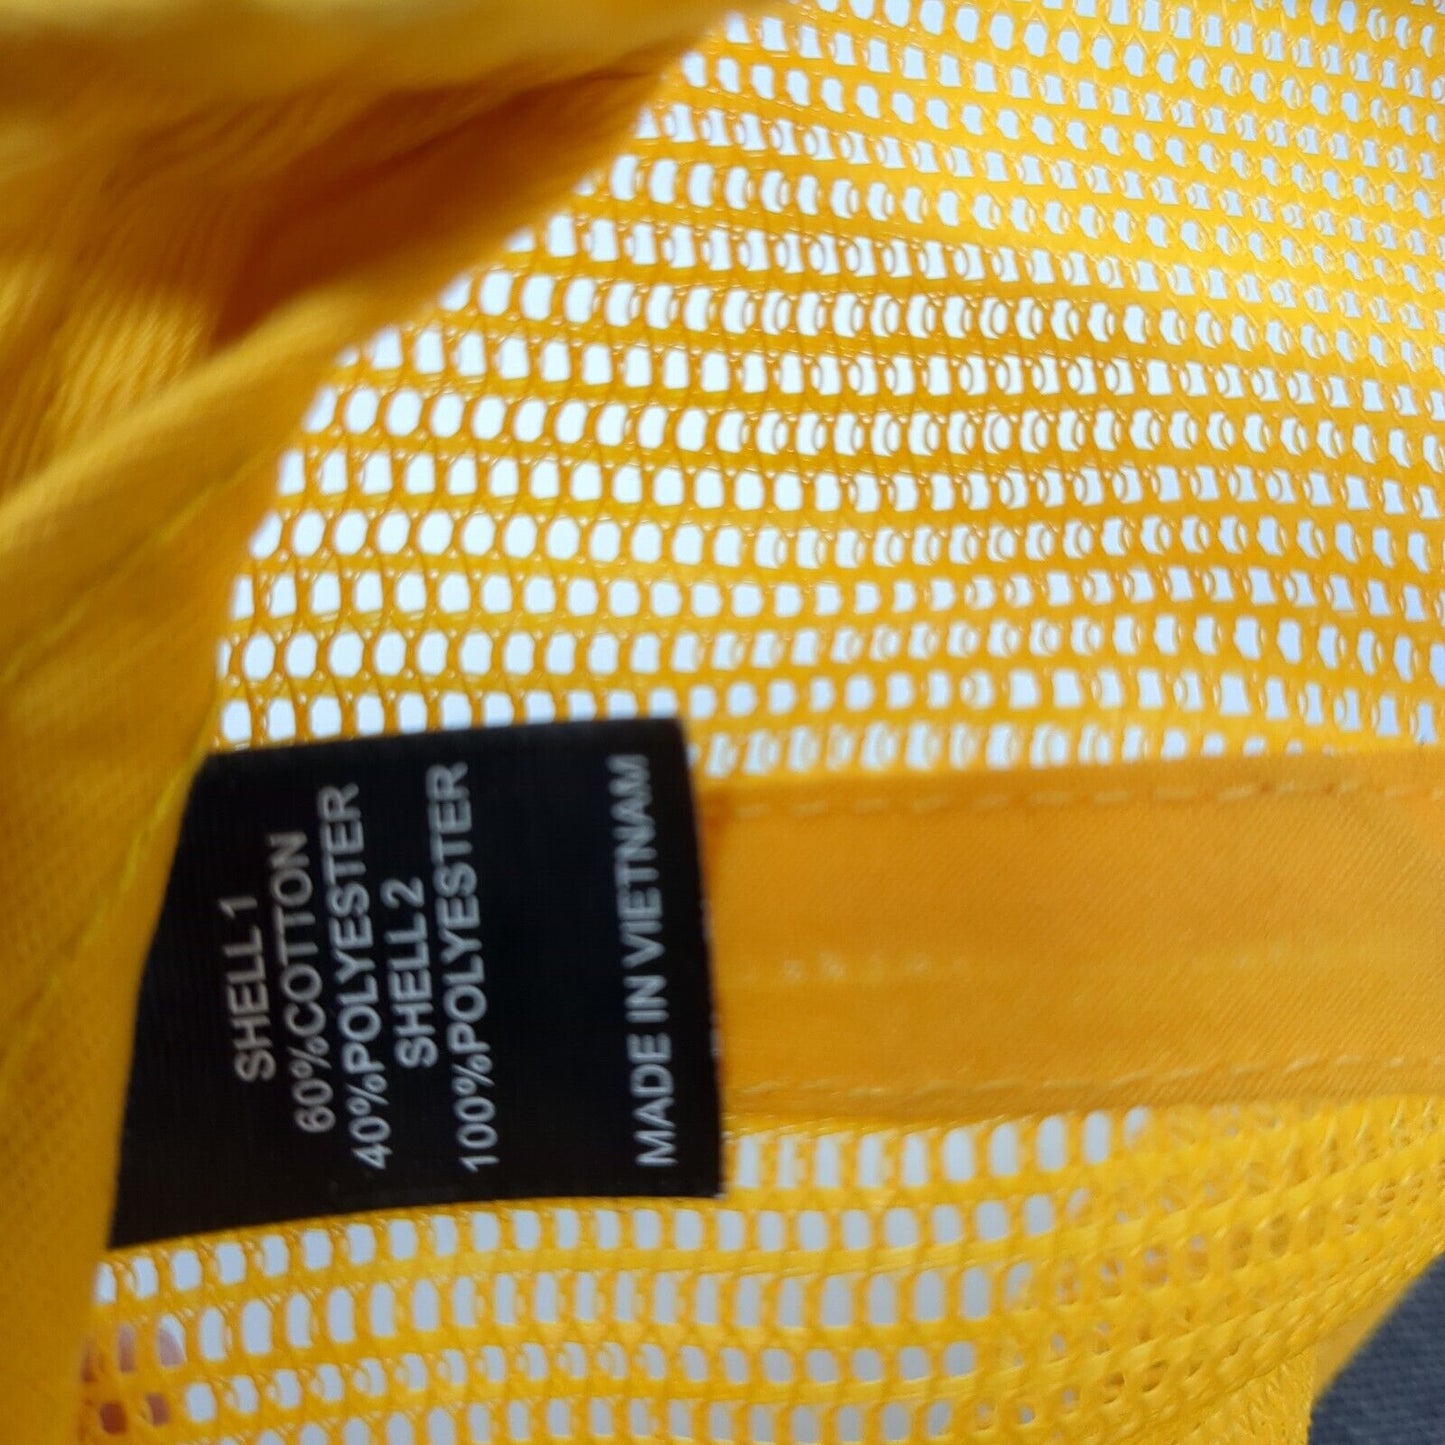 SHELL 1
60%COTTON
40%POLYESTER
SHELL 2
100%POLYESTER
MADE IN VIETNAM